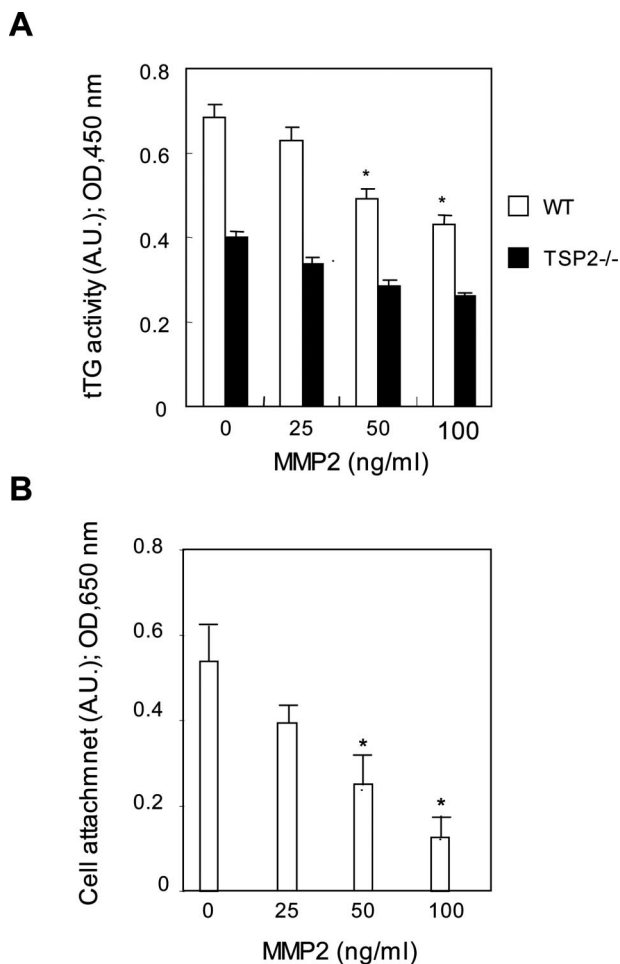 A
tTG activity (A.U.); OD,450 nm
0.8
0.6
0.4
0.2
0
*
*
0 25 50 100
MMP2 (ng/ml)
WT
TSP2-/-
B
Cell attachmnet (A.U.); OD,650 nm
0.8
0.6
0.4
0.2
0
*
*
0 25 50 100
MMP2 (ng/ml)